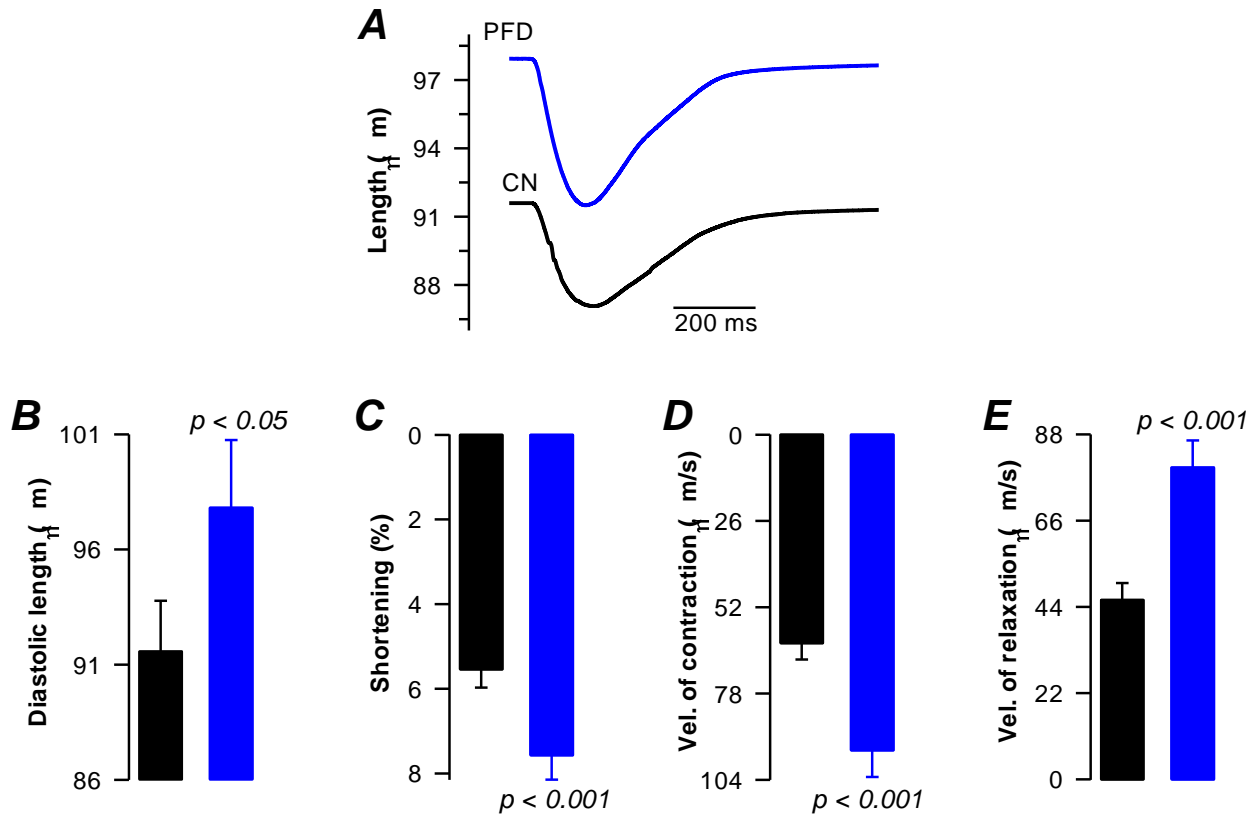 A
PFD
97
94
91
88
Length (m)
CN
200 ms
B
p < 0.05
101
96
91
86
Diastolic length (m)
C
0
2
4
6
8
Shortening (%)
p < 0.001
D
0
26
52
78
104
Vel. of contraction (m/s)
p < 0.001
E
p < 0.001
88
66
44
22
0
Vel. of relaxation (m/s)